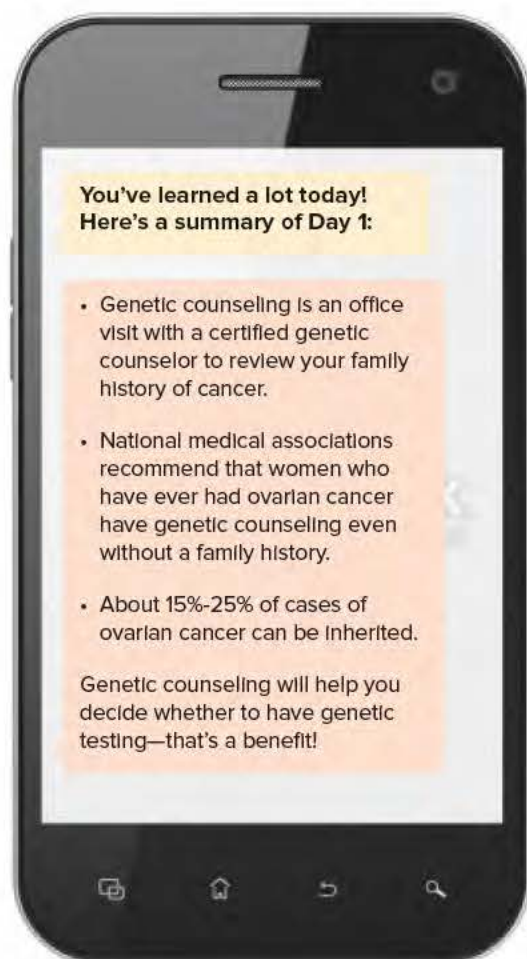 You've learned a lot today!
Here's a summary of Day 1:
• Genetic counseling is an office
visit with a certified genetic
counselor to review your family
history of cancer.
• National medical associations
recommend that women who
have ever had ovarian cancer
have genetic counseling even
without a family history.
• About 15%-25% of cases of
ovarian cancer can be inherited.
Genetic counseling will help you
decide whether to have genetic
testing—that's a benefit!